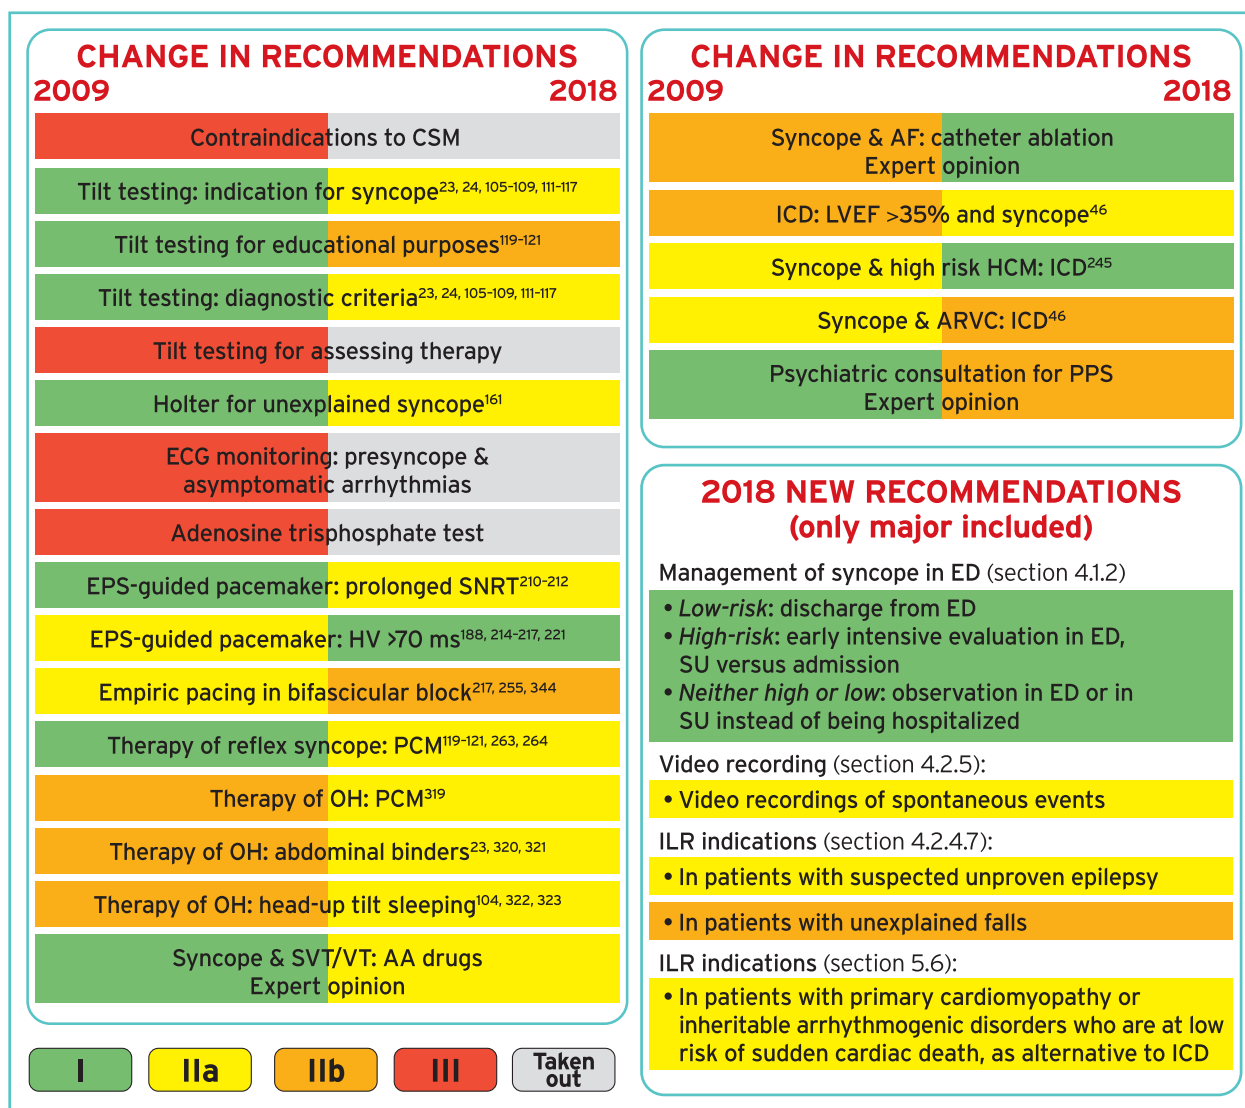 CHANGE IN RECOMMENDATIONS
2009 2018
Contraindications to CSM
Tilt testing: indication for syncope23, 24, 105–109, 111–117
Tilt testing for educational purposes119–121
Tilt testing: diagnostic criteria23, 24, 105–109, 111–117
Tilt testing for assessing therapy
Holter for unexplained syncope161
ECG monitoring: presyncope &
asymptomatic arrhythmias
Adenosine trisphosphate test
EPS-guided pacemaker: prolonged SNRT210–212
EPS-guided pacemaker: HV >70 ms188, 214–217, 221
Empiric pacing in bifascicular block217, 255, 344
Therapy of reflex syncope: PCM119–121, 263, 264
Therapy of OH: PCM319
Therapy of OH: abdominal binders23, 320, 321
Therapy of OH: head-up tilt sleeping104, 322, 323
Syncope & SVT/VT: AA drugs
Expert opinion
I IIa IIb III Taken
out
CHANGE IN RECOMMENDATIONS
2009 2018
Syncope & AF: catheter ablation
Expert opinion
ICD: LVEF >35% and syncope46
Syncope & high risk HCM: ICD245
Syncope & ARVC: ICD46
Psychiatric consultation for PPS
Expert opinion
2018 NEW RECOMMENDATIONS
(only major included)
Management of syncope in ED (section 4.1.2)
• Low-risk: discharge from ED
• High-risk: early intensive evaluation in ED,
SU versus admission
• Neither high or low: observation in ED or in
SU instead of being hospitalized
Video recording (section 4.2.5):
• Video recordings of spontaneous events
ILR indications (section 4.2.4.7):
• In patients with suspected unproven epilepsy
• In patients with unexplained falls
ILR indications (section 5.6):
• In patients with primary cardiomyopathy or
inheritable arrhythmogenic disorders who are at low
risk of sudden cardiac death, as alternative to ICD